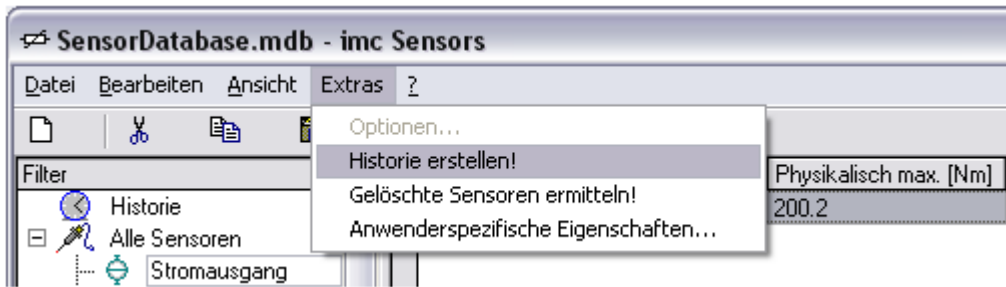 SensorDatabase.mdb - imc Sensors
Datei Bearbeiten Ansicht Extras ?
Optionen...
Historie erstellen!
Gelöschte Sensoren ermitteln!
Anwenderspezifische Eigenschaften...
Filter
Historie
Alle Sensoren
Stromausgang
Physikalisch max. [Nm]
200.2